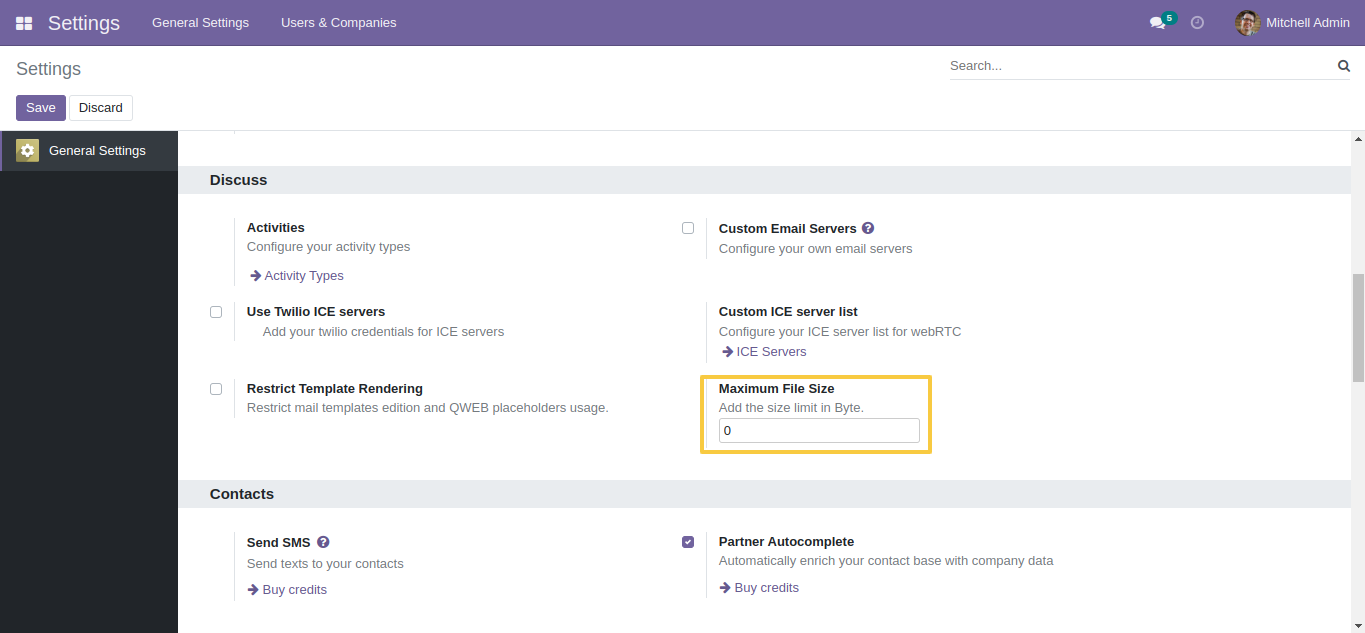 Settings General Settings Users & Companies 5 Mitchell Admin
Settings Search...
Save Discard
General Settings
Discuss
Activities
Configure your activity types
Activity Types
Custom Email Servers ?
Configure your own email servers
Use Twilio ICE servers
Add your twilio credentials for ICE servers
Custom ICE server list
Configure your ICE server list for webRTC
ICE Servers
Restrict Template Rendering
Restrict mail templates edition and QWEB placeholders usage.
Maximum File Size
Add the size limit in Byte.
0
Contacts
Send SMS ?
Send texts to your contacts
Buy credits
Partner Autocomplete
Automatically enrich your contact base with company data
Buy credits